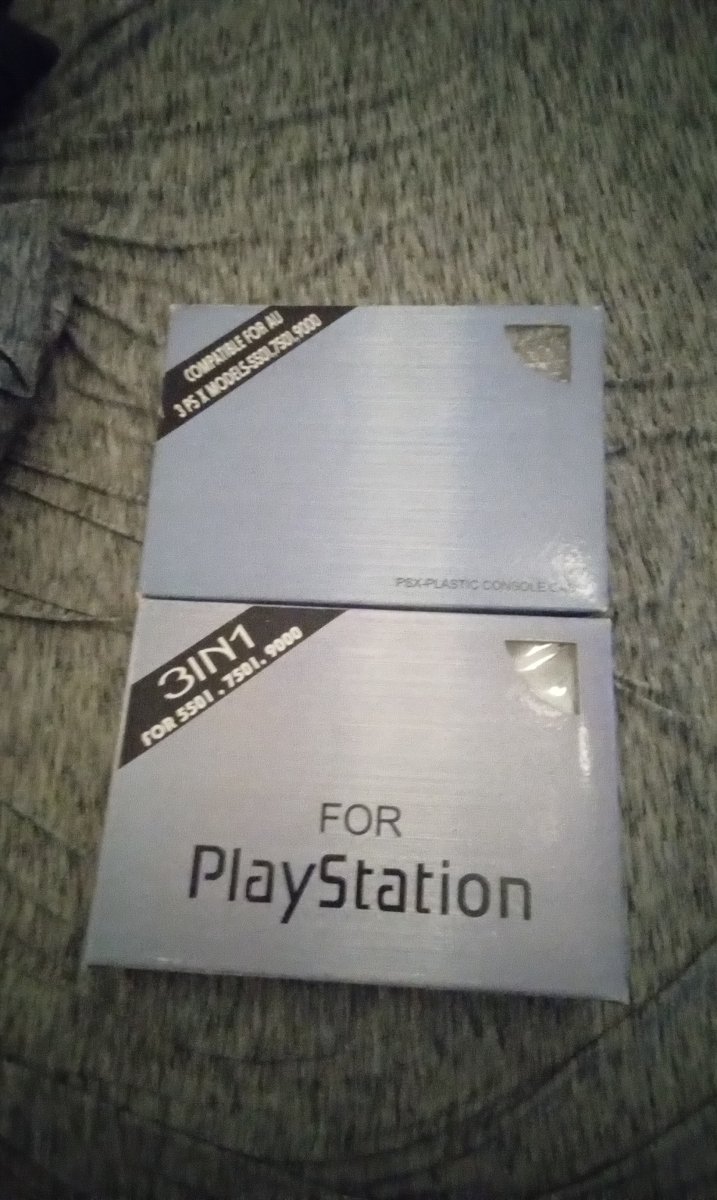 COMPATIBLE FOR ALL
3 PS X MODELS-5501,7501,9000
PSX-PLASTIC CONSOLE
3IN1
FOR 5501 . 7501. 9000
FOR
PlayStation